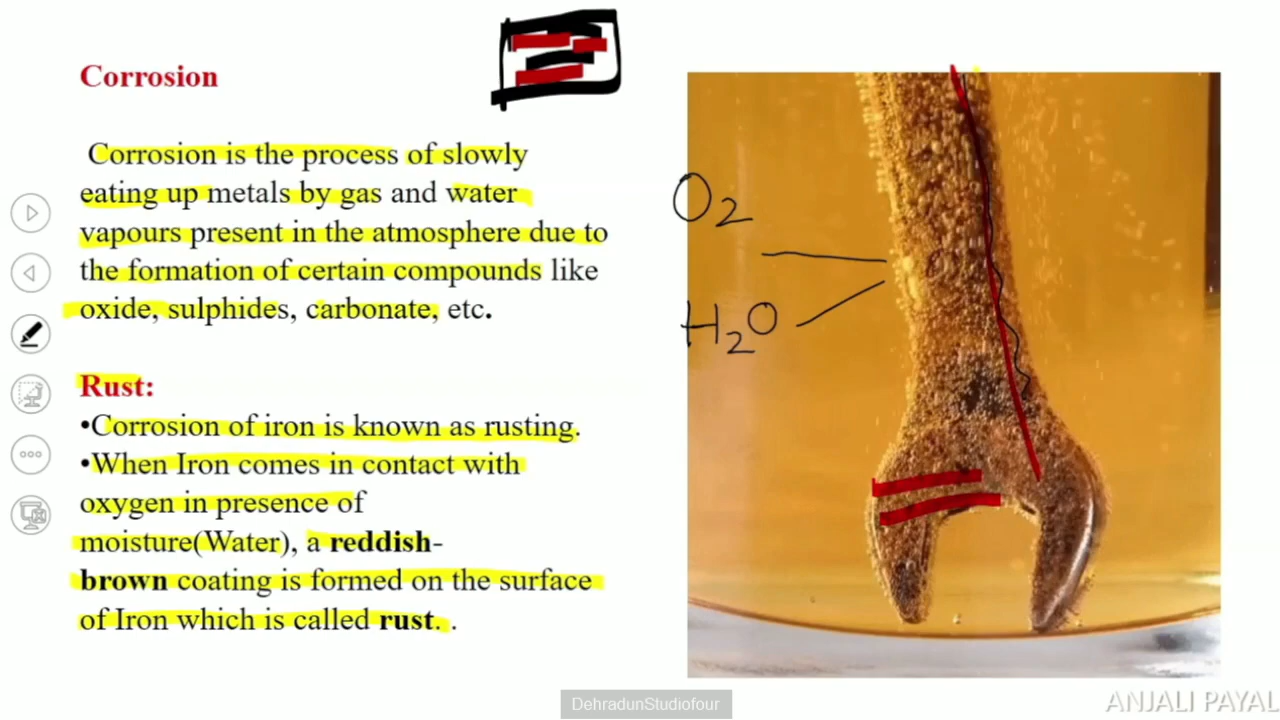 Corrosion
Corrosion is the process of slowly
eating up metals by gas and water
vapours present in the atmosphere due to
the formation of certain compounds like
oxide, sulphides, carbonate, etc.
Rust:
•Corrosion of iron is known as rusting.
•When Iron comes in contact with
oxygen in presence of
moisture(Water), a reddish-
brown coating is formed on the surface
of Iron which is called rust. .
O2
H2O
DehradunStudiofour
ANJALI PAYAL